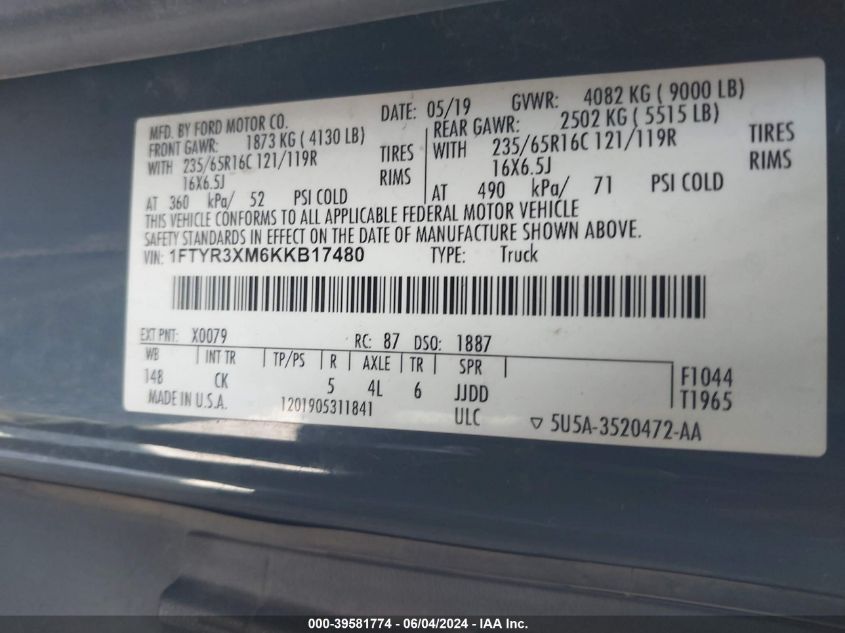 MFD. BY FORD MOTOR CO. DATE: 05/19 GVWR: 4082 KG ( 9000 LB)
FRONT GAWR: 1873 KG ( 4130 LB) REAR GAWR: 2502 KG ( 5515 LB)
WITH 235/65R16C 121/119R TIRES WITH 235/65R16C 121/119R TIRES
16X6.5J RIMS 16X6.5J RIMS
AT 360 kPa/ 52 PSI COLD AT 490 kPa/ 71 PSI COLD
THIS VEHICLE CONFORMS TO ALL APPLICABLE FEDERAL MOTOR VEHICLE
SAFETY STANDARDS IN EFFECT ON THE DATE OF MANUFACTURE SHOWN ABOVE.
VIN: 1FTYR3XM6KKB17480 TYPE: Truck
EXT PNT: X0079 RC: 87 DSO: 1887
WB INT TR TP/PS R AXLE TR SPR
148 CK 5 4L 6 JJDD F1044
MADE IN U.S.A. 1201905311841 ULC T1965
5U5A-3520472-AA
000-39581774 - 06/04/2024 - IAA Inc.